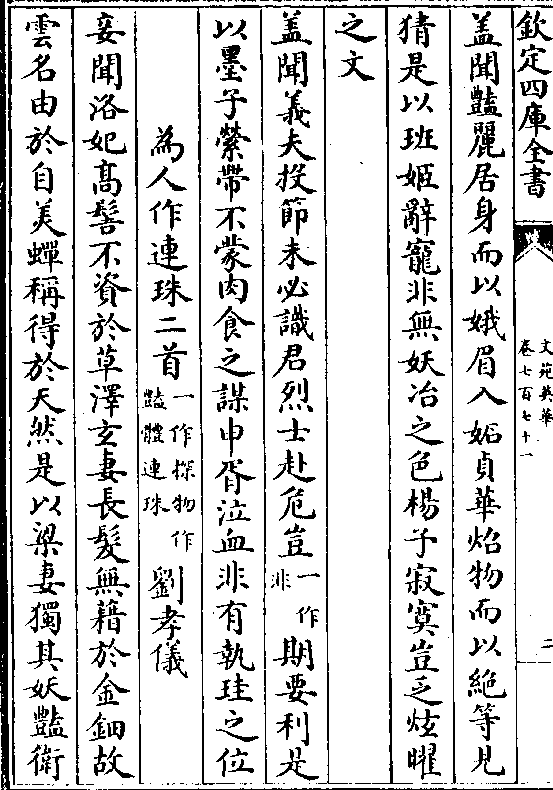 欽定四庫全書
文苑英華
卷七百七十一
二
盖聞豔麗居身而以娥眉入妬貞華炤物而以絶等見
猜是以班姬辭寵非無妖冶之色楊子寂寞豈乏炫曜
之文
盖聞義夫投節未必識君烈士赴危豈一作非期要利是
以墨子縈帶不蒙肉食之謀申胥泣血非有執珪之位
為人作連珠二首一作探物作豔體連珠劉孝儀
妾聞洛妃高髻不資於草澤玄妻長髮無藉於金鈿故
雲名由於自美蟬稱得於天然是以梁妻獨其妖豔衛